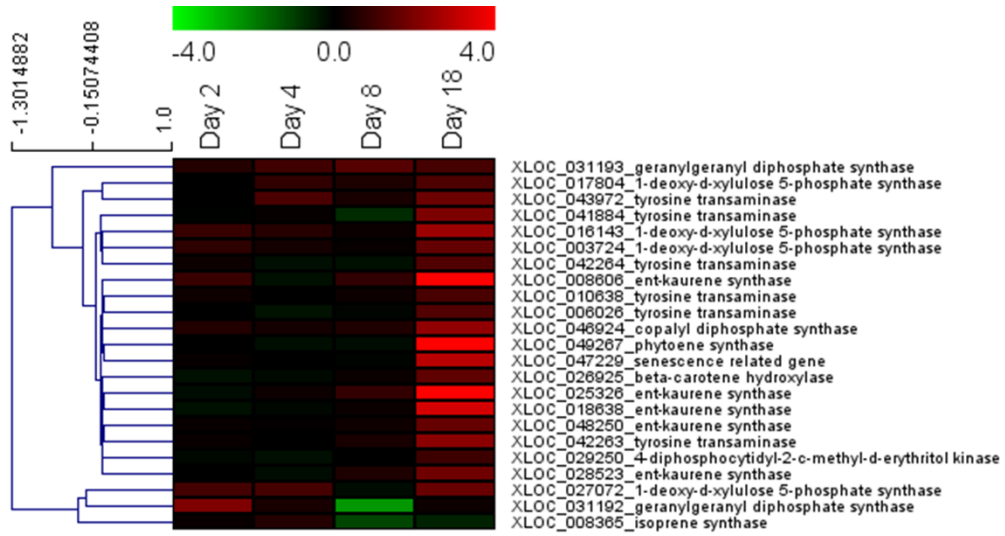 -4.0 0.0 4.0
-1.3014882
-0.15074408
1.0
Day 2
Day 4
Day 8
Day 18
XLOC_031193_geranylgeranyl diphosphate synthase
XLOC_017804_1-deoxy-d-xylulose 5-phosphate synthase
XLOC_043972_tyrosine transaminase
XLOC_041884_tyrosine transaminase
XLOC_016143_1-deoxy-d-xylulose 5-phosphate synthase
XLOC_003724_1-deoxy-d-xylulose 5-phosphate synthase
XLOC_042264_tyrosine transaminase
XLOC_008606_ent-kaurene synthase
XLOC_010638_tyrosine transaminase
XLOC_006026_tyrosine transaminase
XLOC_046924_copalyl diphosphate synthase
XLOC_049267_phytoene synthase
XLOC_047229_senescence related gene
XLOC_026925_beta-carotene hydroxylase
XLOC_025326_ent-kaurene synthase
XLOC_018638_ent-kaurene synthase
XLOC_048250_ent-kaurene synthase
XLOC_042263_tyrosine transaminase
XLOC_029250_4-diphosphocytidyl-2-c-methyl-d-erythritol kinase
XLOC_028523_ent-kaurene synthase
XLOC_027072_1-deoxy-d-xylulose 5-phosphate synthase
XLOC_031192_geranylgeranyl diphosphate synthase
XLOC_008365_isoprene synthase